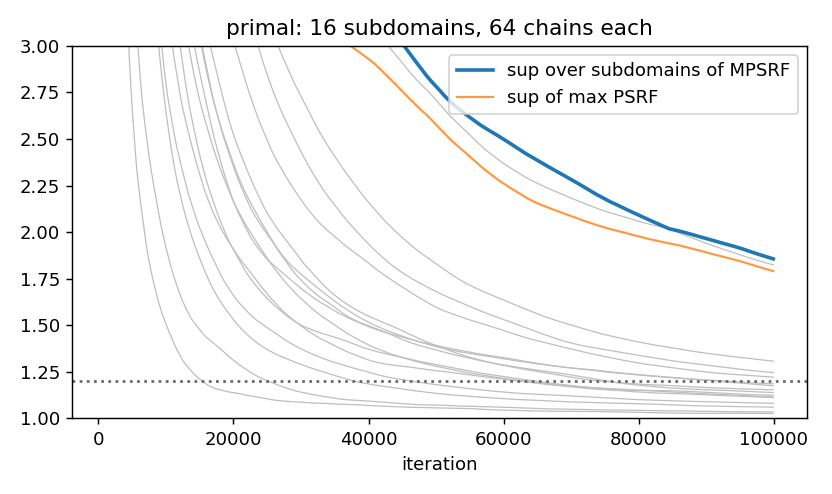 primal: 16 subdomains, 64 chains each
3.00
2.75
2.50
2.25
2.00
1.75
1.50
1.25
1.00
sup over subdomains of MPSRF
sup of max PSRF
0 20000 40000 60000 80000 100000
iteration